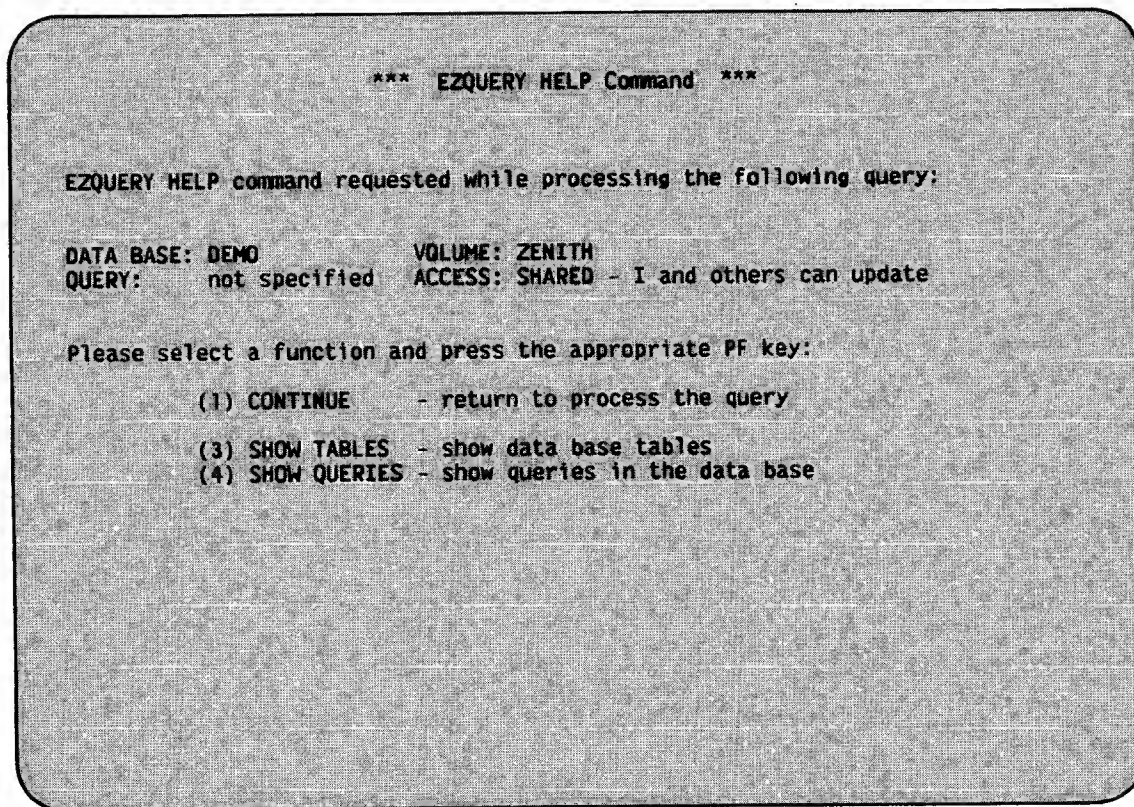 *** EZQUERY HELP Command ***
EZQUERY HELP command requested while processing the following query:
DATA BASE: DEMO VOLUME: ZENITH
QUERY: not specified ACCESS: SHARED - I and others can update
Please select a function and press the appropriate PF key:
(1) CONTINUE - return to process the query
(3) SHOW TABLES - show data base tables
(4) SHOW QUERIES - show queries in the data base